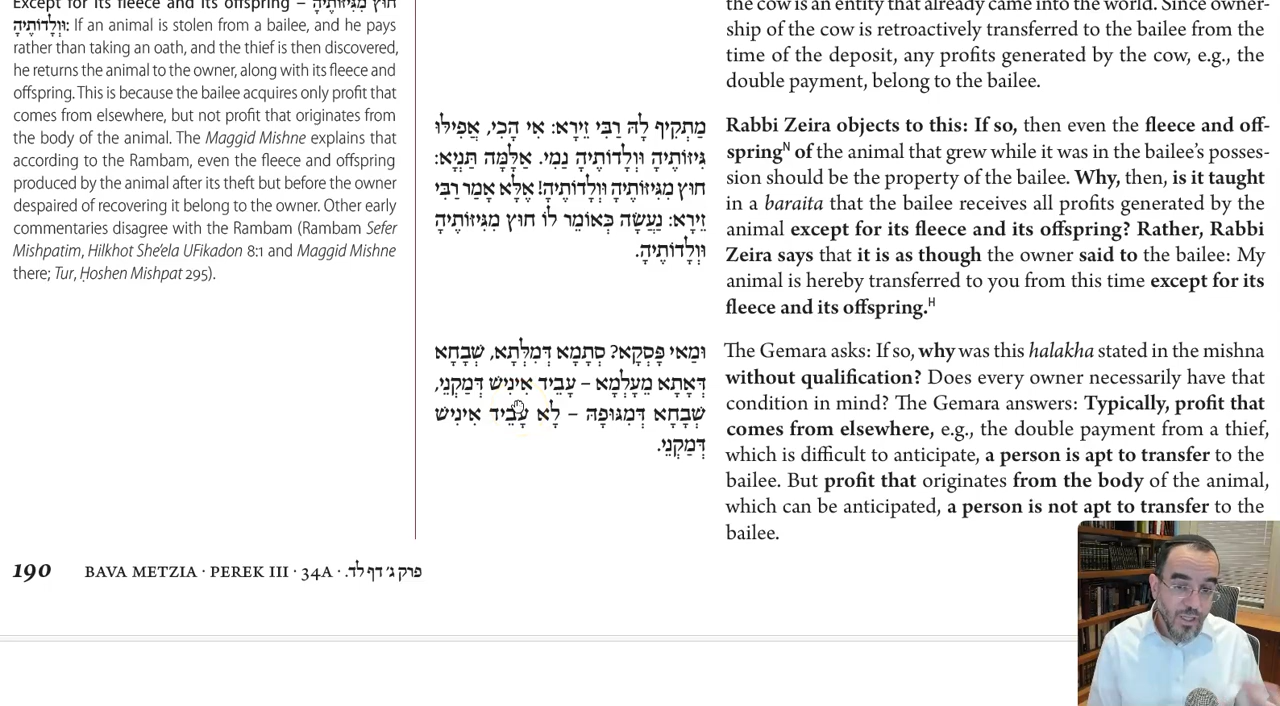 Except for its fleece and its offspring – חוּץ מִגִּיזּוֹתֶיהָ
וּוְלָדוֹתֶיהָ: If an animal is stolen from a bailee, and he pays
rather than taking an oath, and the thief is then discovered,
he returns the animal to the owner, along with its fleece and
offspring. This is because the bailee acquires only profit that
comes from elsewhere, but not profit that originates from
the body of the animal. The Maggid Mishne explains that
according to the Rambam, even the fleece and offspring
produced by the animal after its theft but before the owner
despaired of recovering it belong to the owner. Other early
commentaries disagree with the Rambam (Rambam Sefer
Mishpatim, Hilkhot She'ela UFikadon 8:1 and Maggid Mishne
there; Tur, Ḥoshen Mishpat 295).
מַתְקֵיף לָהּ רַבִּי זֵירָא: אִי הָכִי, אֲפִילּוּ
גִּיזּוֹתֶיהָ וּוְלָדוֹתֶיהָ נַמִי. אַלָּמָּה תַּנְיָא:
חוּץ מִגִּיזּוֹתֶיהָ וּוְלָדוֹתֶיהָ! אֶלָּא אָמַר רַבִּי
זֵירָא: נַעֲשָׂה כְּאוֹמֵר לוֹ חוּץ מִגִּיזּוֹתֶיהָ
וּוְלָדוֹתֶיהָ.
וּמַאי פָּסְקָא? סְתָמָא דְּמִלְּתָא, שְׁבָחָא
דְּאָתָא מֵעָלְמָא – עָבֵיד אִינִישׁ דְּמַקְנֵי,
שְׁבָחָא דְּמִגּוּפָהּ – לָא עָבֵיד אִינִישׁ
דְּמַקְנֵי.
the cow is an entity that already came into the world. Since owner-
ship of the cow is retroactively transferred to the bailee from the
time of the deposit, any profits generated by the cow, e.g., the
double payment, belong to the bailee.
Rabbi Zeira objects to this: If so, then even the fleece and off-
spring N of the animal that grew while it was in the bailee's posses-
sion should be the property of the bailee. Why, then, is it taught
in a baraita that the bailee receives all profits generated by the
animal except for its fleece and its offspring? Rather, Rabbi
Zeira says that it is as though the owner said to the bailee: My
animal is hereby transferred to you from this time except for its
fleece and its offspring. H
The Gemara asks: If so, why was this halakha stated in the mishna
without qualification? Does every owner necessarily have that
condition in mind? The Gemara answers: Typically, profit that
comes from elsewhere, e.g., the double payment from a thief,
which is difficult to anticipate, a person is apt to transfer to the
bailee. But profit that originates from the body of the animal,
which can be anticipated, a person is not apt to transfer to the
bailee.
190 BAVA METZIA · PEREK III · 34A · פרק ג׳ דף לד.